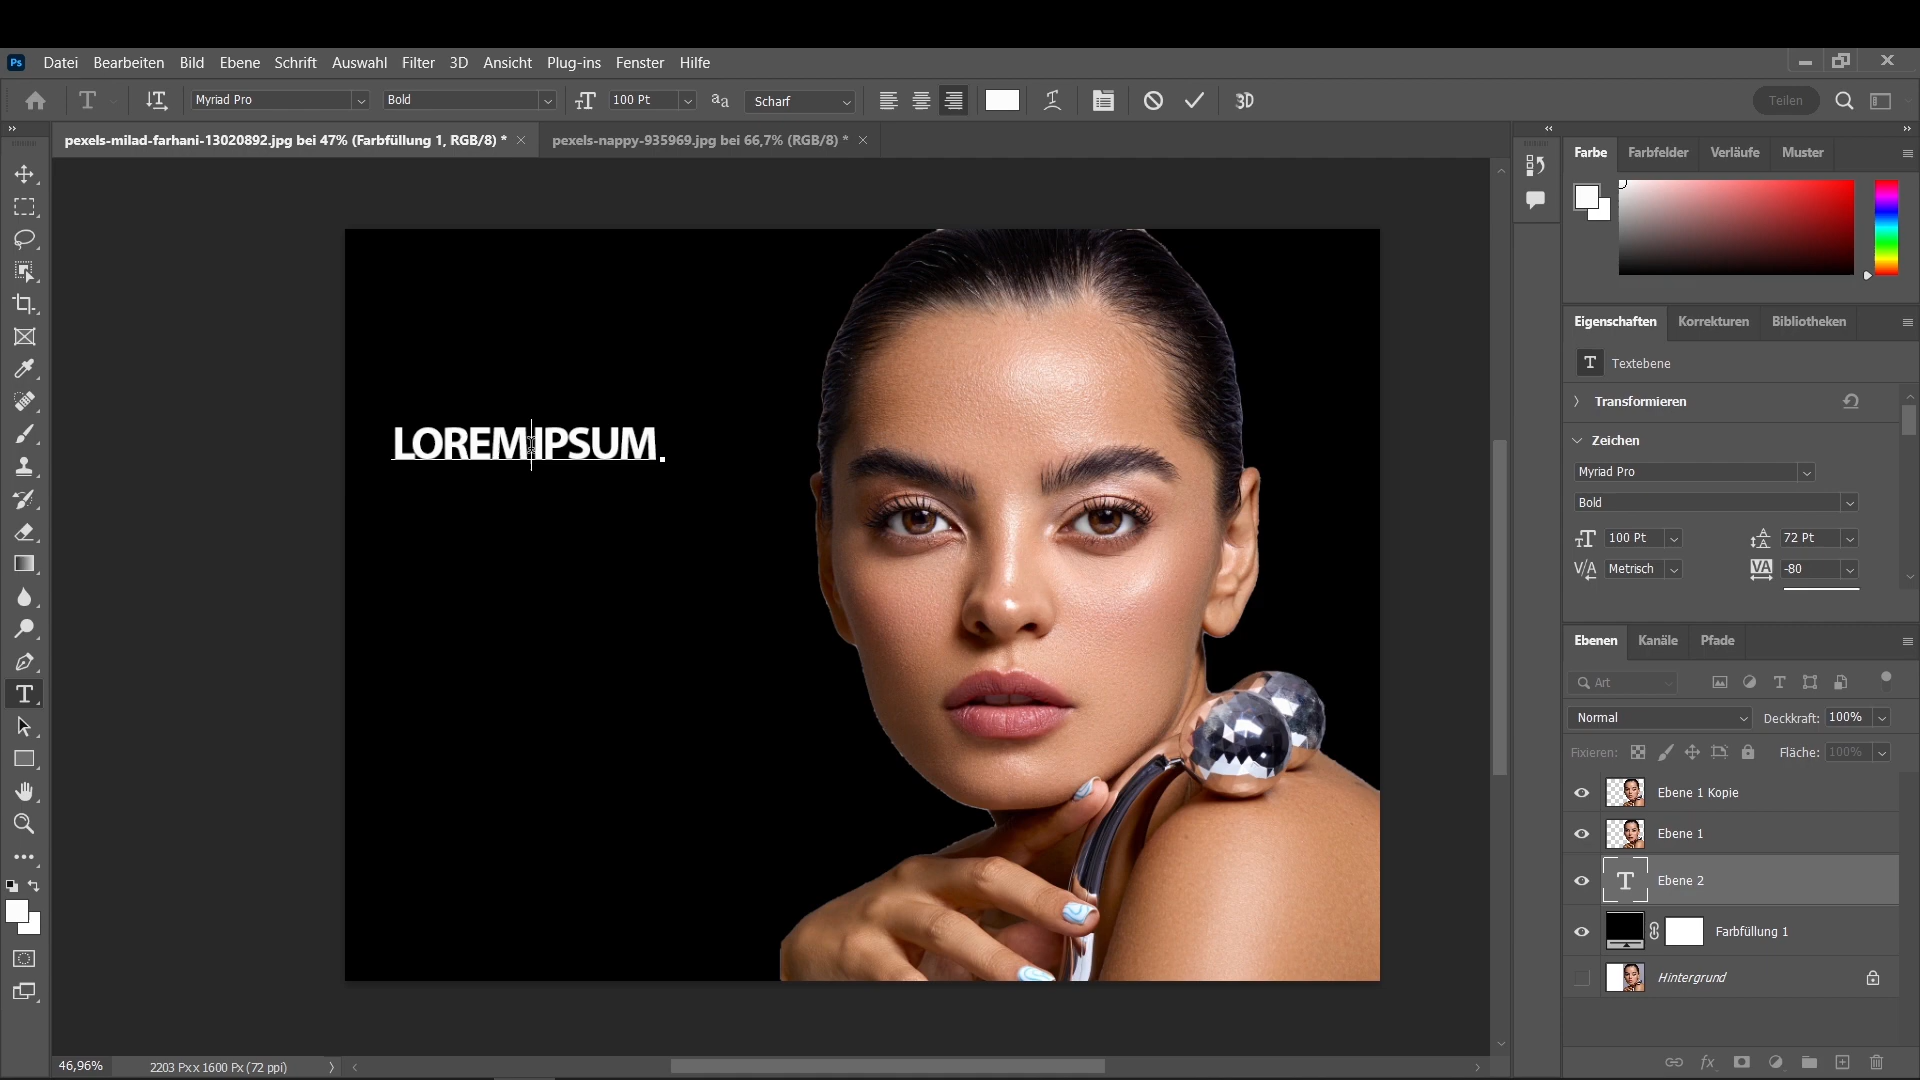 Ps Datei Bearbeiten Bild Ebene Schrift Auswahl Filter 3D Ansicht Plug-ins Fenster Hilfe
T Myriad Pro Bold 100 Pt aa Scharf 3D Teilen
pexels-milad-farhani-13020892.jpg bei 47% (Farbfüllung 1, RGB/8) * pexels-nappy-935969.jpg bei 66,7% (RGB/8) *
Farbe Farbfelder Verläufe Muster
LOREMIPSUM.
Eigenschaften Korrekturen Bibliotheken
T Textebene
Transformieren
Zeichen
Myriad Pro
Bold
100 Pt 72 Pt
Metrisch -80
Ebenen Kanäle Pfade
Art
Normal Deckkraft: 100%
Fixieren: Fläche: 100%
Ebene 1 Kopie
Ebene 1
T Ebene 2
Farbfüllung 1
Hintergrund
46,96% 2203 Px x 1600 Px (72 ppi)
fx